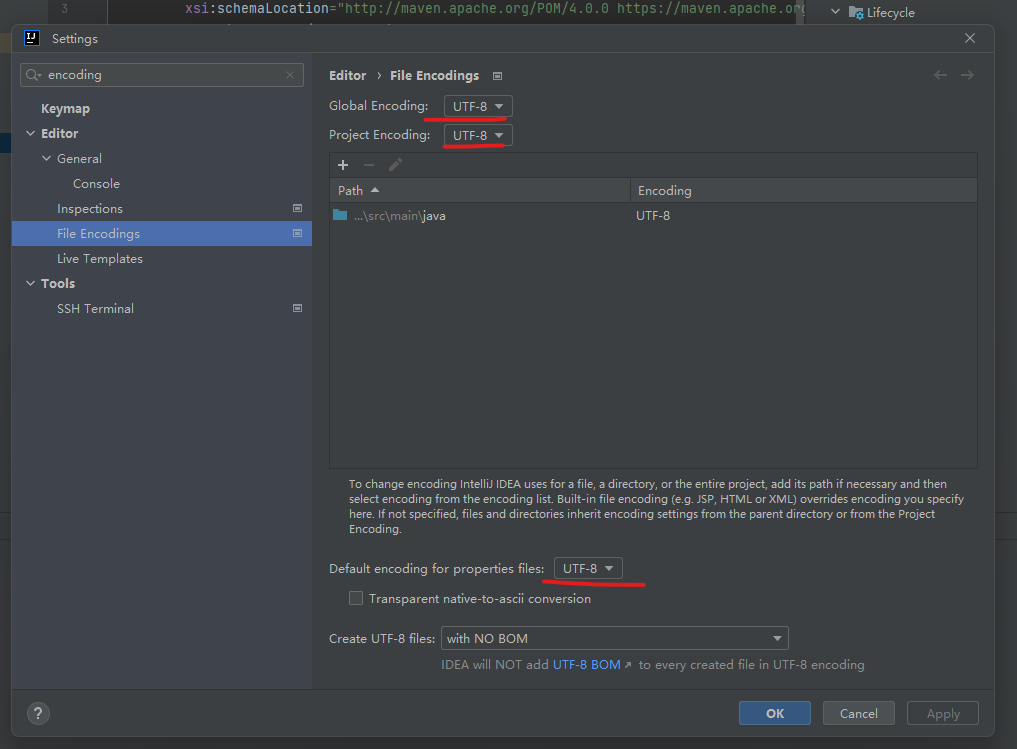 3 xsi:schemaLocation="http://maven.apache.org/POM/4.0.0 https://maven.apache.org
Lifecycle
Settings
encoding
Keymap
Editor
General
Console
Inspections
File Encodings
Live Templates
Tools
SSH Terminal
Editor › File Encodings
Global Encoding: UTF-8
Project Encoding: UTF-8
Path Encoding
...\src\main\java UTF-8
To change encoding IntelliJ IDEA uses for a file, a directory, or the entire project, add its path if necessary and then
select encoding from the encoding list. Built-in file encoding (e.g. JSP, HTML or XML) overrides encoding you specify
here. If not specified, files and directories inherit encoding settings from the parent directory or from the Project
Encoding.
Default encoding for properties files: UTF-8
Transparent native-to-ascii conversion
Create UTF-8 files: with NO BOM
IDEA will NOT add UTF-8 BOM ↗ to every created file in UTF-8 encoding
? OK Cancel Apply